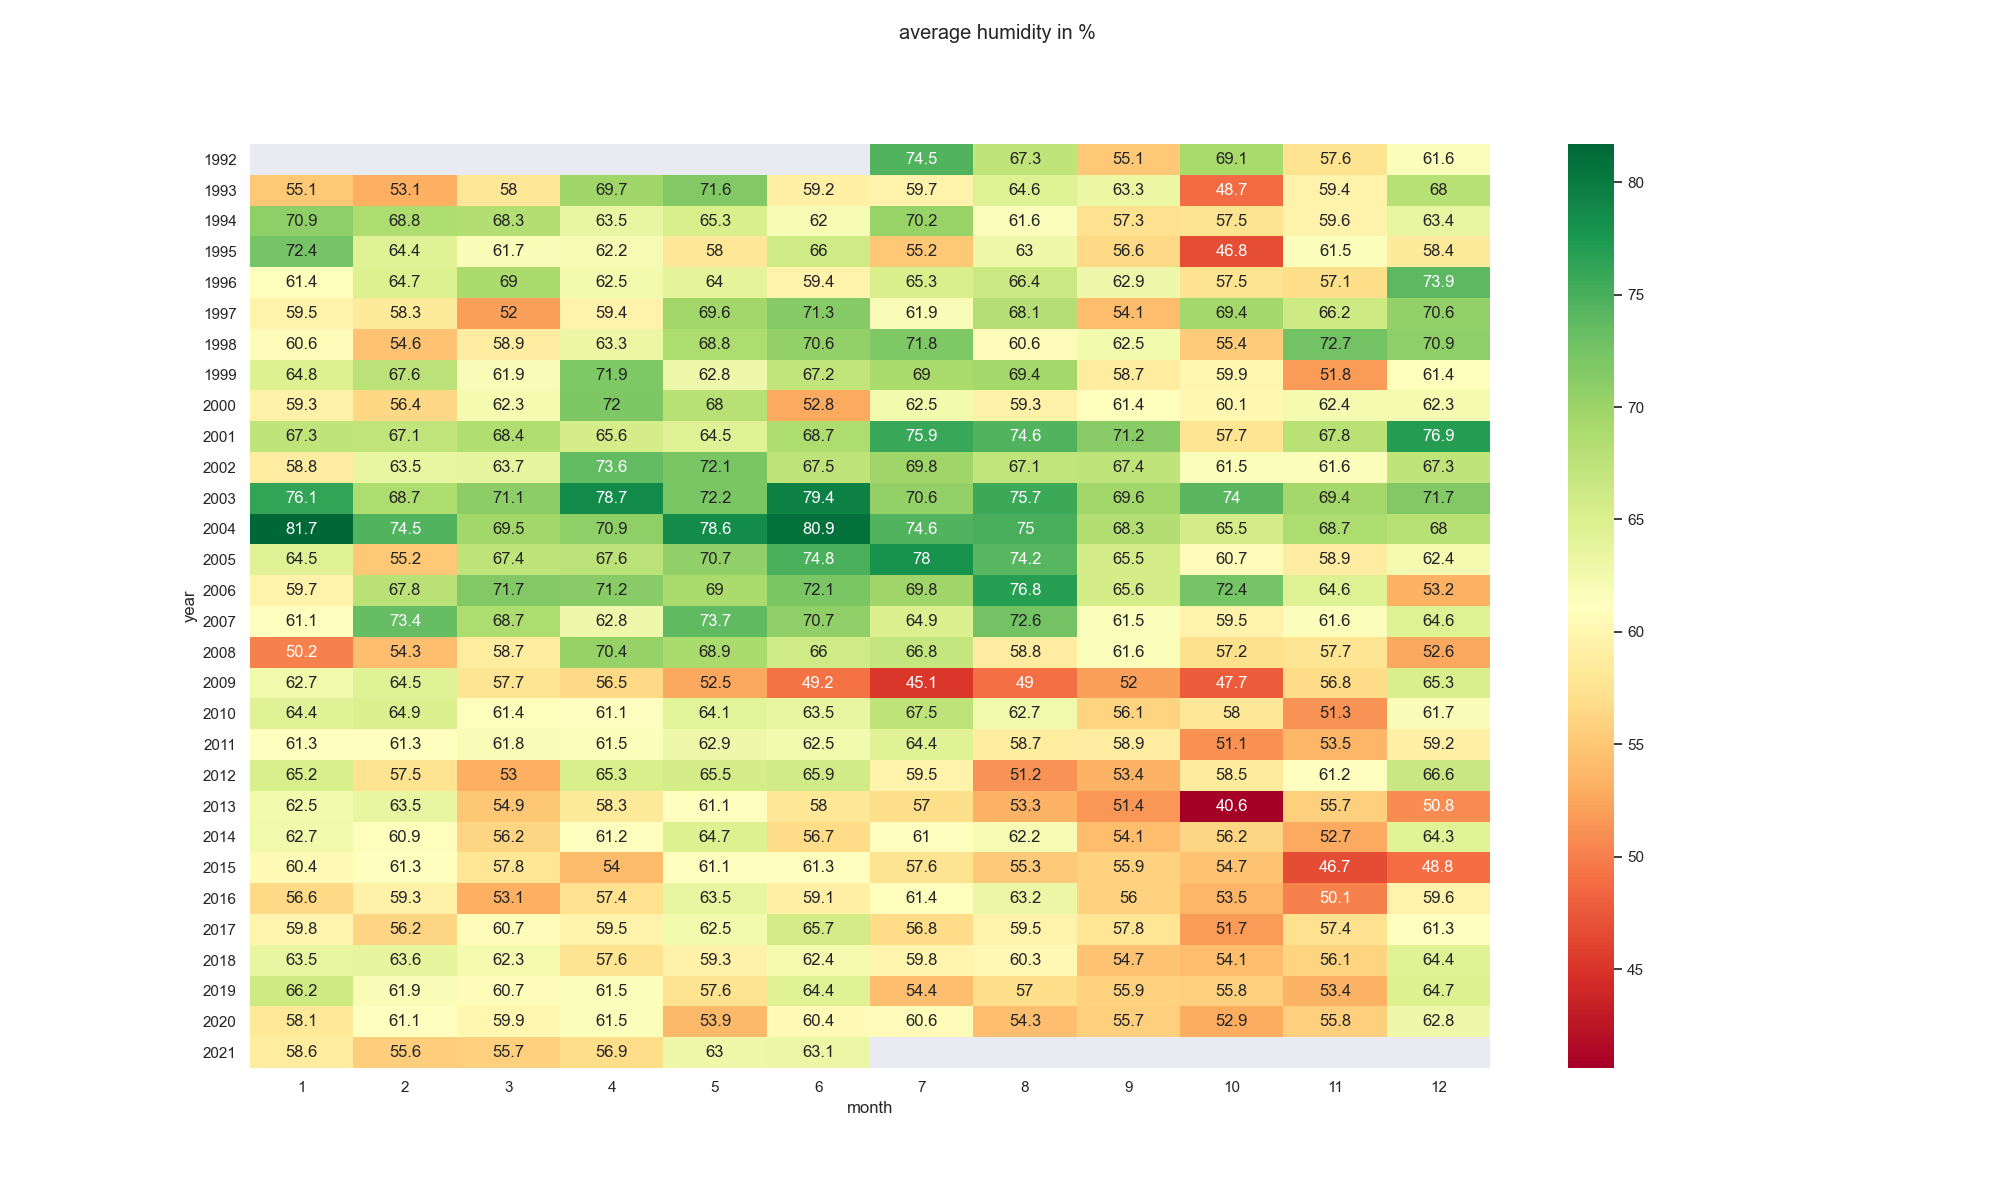 average humidity in %
1992 74.5 67.3 55.1 69.1 57.6 61.6
1993 55.1 53.1 58 69.7 71.6 59.2 59.7 64.6 63.3 48.7 59.4 68
1994 70.9 68.8 68.3 63.5 65.3 62 70.2 61.6 57.3 57.5 59.6 63.4
1995 72.4 64.4 61.7 62.2 58 66 55.2 63 56.6 46.8 61.5 58.4
1996 61.4 64.7 69 62.5 64 59.4 65.3 66.4 62.9 57.5 57.1 73.9
1997 59.5 58.3 52 59.4 69.6 71.3 61.9 68.1 54.1 69.4 66.2 70.6
1998 60.6 54.6 58.9 63.3 68.8 70.6 71.8 60.6 62.5 55.4 72.7 70.9
1999 64.8 67.6 61.9 71.9 62.8 67.2 69 69.4 58.7 59.9 51.8 61.4
2000 59.3 56.4 62.3 72 68 52.8 62.5 59.3 61.4 60.1 62.4 62.3
2001 67.3 67.1 68.4 65.6 64.5 68.7 75.9 74.6 71.2 57.7 67.8 76.9
2002 58.8 63.5 63.7 73.6 72.1 67.5 69.8 67.1 67.4 61.5 61.6 67.3
2003 76.1 68.7 71.1 78.7 72.2 79.4 70.6 75.7 69.6 74 69.4 71.7
2004 81.7 74.5 69.5 70.9 78.6 80.9 74.6 75 68.3 65.5 68.7 68
2005 64.5 55.2 67.4 67.6 70.7 74.8 78 74.2 65.5 60.7 58.9 62.4
2006 59.7 67.8 71.7 71.2 69 72.1 69.8 76.8 65.6 72.4 64.6 53.2
2007 61.1 73.4 68.7 62.8 73.7 70.7 64.9 72.6 61.5 59.5 61.6 64.6
2008 50.2 54.3 58.7 70.4 68.9 66 66.8 58.8 61.6 57.2 57.7 52.6
2009 62.7 64.5 57.7 56.5 52.5 49.2 45.1 49 52 47.7 56.8 65.3
2010 64.4 64.9 61.4 61.1 64.1 63.5 67.5 62.7 56.1 58 51.3 61.7
2011 61.3 61.3 61.8 61.5 62.9 62.5 64.4 58.7 58.9 51.1 53.5 59.2
2012 65.2 57.5 53 65.3 65.5 65.9 59.5 51.2 53.4 58.5 61.2 66.6
2013 62.5 63.5 54.9 58.3 61.1 58 57 53.3 51.4 40.6 55.7 50.8
2014 62.7 60.9 56.2 61.2 64.7 56.7 61 62.2 54.1 56.2 52.7 64.3
2015 60.4 61.3 57.8 54 61.1 61.3 57.6 55.3 55.9 54.7 46.7 48.8
2016 56.6 59.3 53.1 57.4 63.5 59.1 61.4 63.2 56 53.5 50.1 59.6
2017 59.8 56.2 60.7 59.5 62.5 65.7 56.8 59.5 57.8 51.7 57.4 61.3
2018 63.5 63.6 62.3 57.6 59.3 62.4 59.8 60.3 54.7 54.1 56.1 64.4
2019 66.2 61.9 60.7 61.5 57.6 64.4 54.4 57 55.9 55.8 53.4 64.7
2020 58.1 61.1 59.9 61.5 53.9 60.4 60.6 54.3 55.7 52.9 55.8 62.8
2021 58.6 55.6 55.7 56.9 63 63.1
1 2 3 4 5 6 7 8 9 10 11 12
month
year
80
75
70
65
60
55
50
45